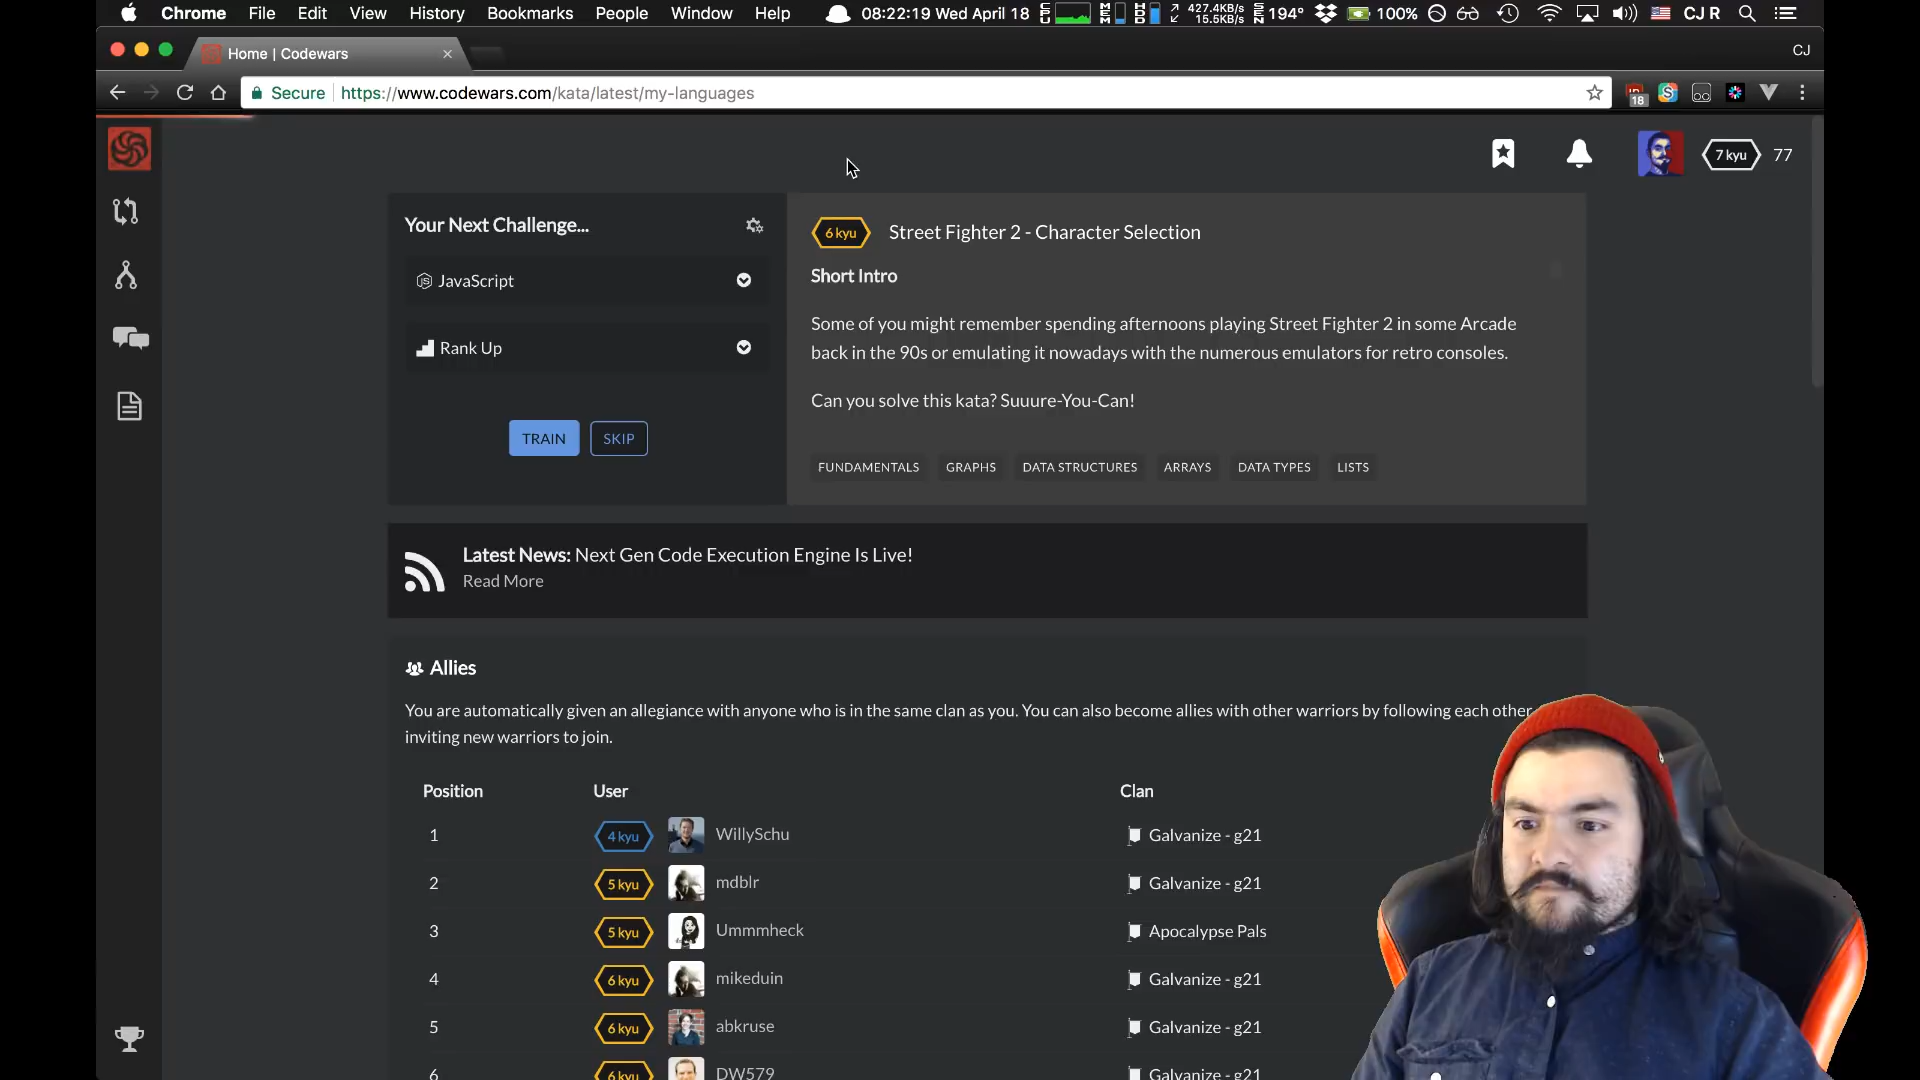 Chrome File Edit View History Bookmarks People Window Help 08:22:19 Wed April 18 427.4KB/s 15.5KB/s 194° 100% CJ R
Home | Codewars
CJ
Secure https://www.codewars.com/kata/latest/my-languages
18
7 kyu 77
Your Next Challenge...
JavaScript
Rank Up
TRAIN SKIP
6 kyu Street Fighter 2 - Character Selection
Short Intro
Some of you might remember spending afternoons playing Street Fighter 2 in some Arcade
back in the 90s or emulating it nowadays with the numerous emulators for retro consoles.
Can you solve this kata? Suuure-You-Can!
FUNDAMENTALS GRAPHS DATA STRUCTURES ARRAYS DATA TYPES LISTS
Latest News: Next Gen Code Execution Engine Is Live!
Read More
Allies
You are automatically given an allegiance with anyone who is in the same clan as you. You can also become allies with other warriors by following each other
inviting new warriors to join.
Position User Clan
1 4 kyu WillySchu Galvanize - g21
2 5 kyu mdblr Galvanize - g21
3 5 kyu Ummmheck Apocalypse Pals
4 6 kyu mikeduin Galvanize - g21
5 6 kyu abkruse Galvanize - g21
6 6 kyu DW579 Galvanize - g21